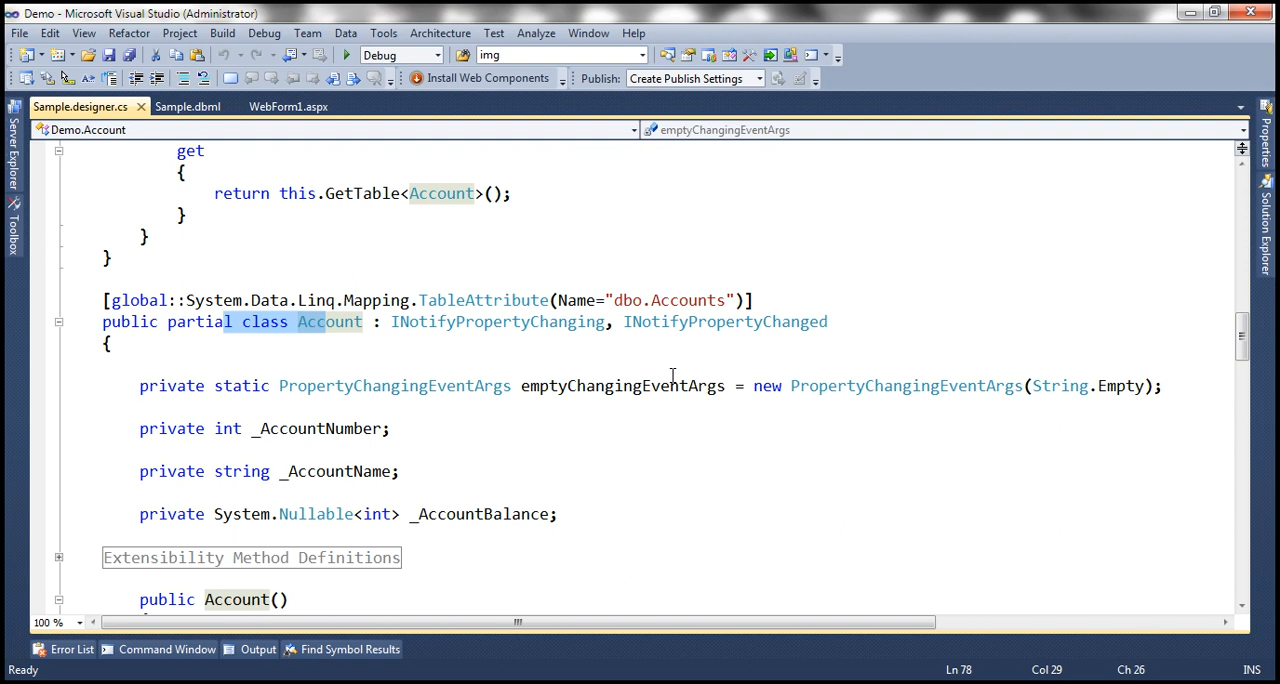 Demo - Microsoft Visual Studio (Administrator)
File Edit View Refactor Project Build Debug Team Data Tools Architecture Test Analyze Window Help
Debug img
Install Web Components Publish: Create Publish Settings
Sample.designer.cs Sample.dbml WebForm1.aspx
Demo.Account emptyChangingEventArgs
Server Explorer
Toolbox
Properties
Solution Explorer
get
{
return this.GetTable<Account>();
}
}
}
[global::System.Data.Linq.Mapping.TableAttribute(Name="dbo.Accounts")]
public partial class Account : INotifyPropertyChanging, INotifyPropertyChanged
{
private static PropertyChangingEventArgs emptyChangingEventArgs = new PropertyChangingEventArgs(String.Empty);
private int _AccountNumber;
private string _AccountName;
private System.Nullable<int> _AccountBalance;
Extensibility Method Definitions
public Account()
100 %
Error List Command Window Output Find Symbol Results
Ready Ln 78 Col 29 Ch 26 INS